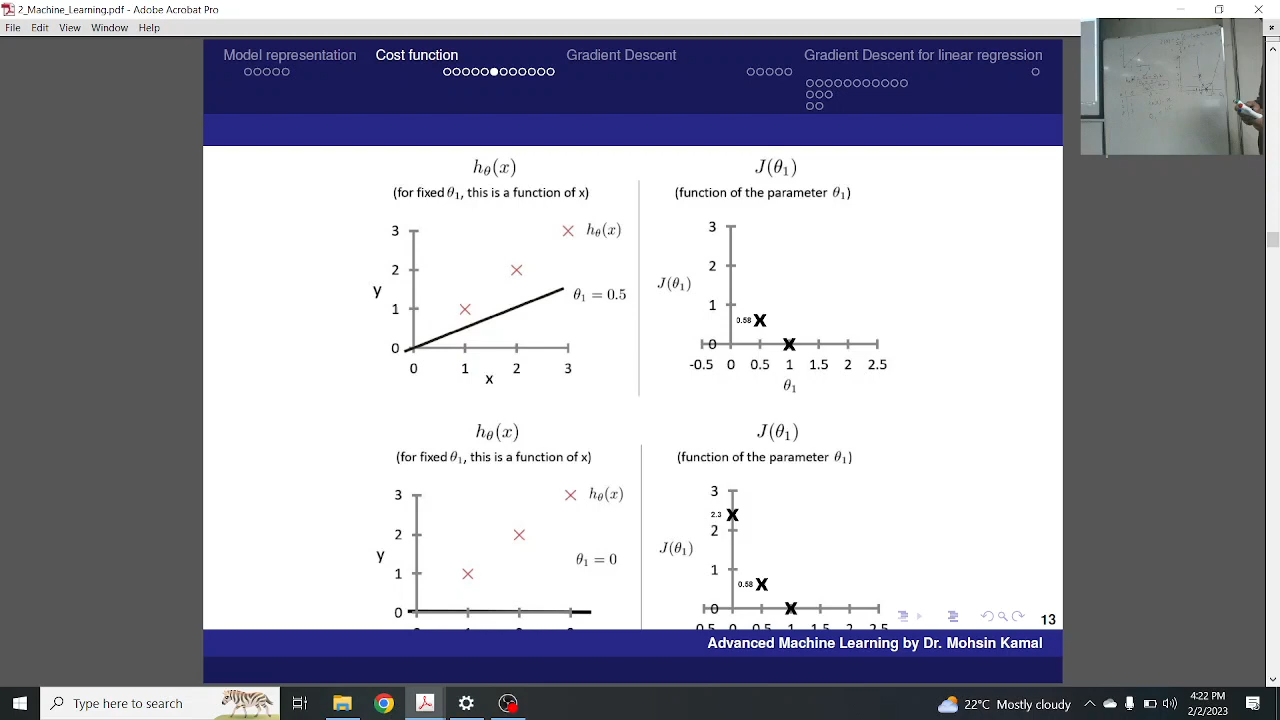 2_Machine_Learning.pdf - Adobe Acrobat Pro
File Edit View Window Help
Model representation Cost function Gradient Descent Gradient Descent for linear regression
hθ(x)
(for fixed θ₁, this is a function of x)
3
2
1
0
y
hθ(x)
θ₁ = 0.5
0 1 2 3
x
J(θ₁)
(function of the parameter θ₁)
3
2
1
0
J(θ₁)
0.58
-0.5 0 0.5 1 1.5 2 2.5
θ₁
hθ(x)
(for fixed θ₁, this is a function of x)
3
2
1
0
y
hθ(x)
θ₁ = 0
J(θ₁)
(function of the parameter θ₁)
3
2
1
0
2.3
J(θ₁)
0.58
13
Advanced Machine Learning by Dr. Mohsin Kamal
Type here to search
22°C Mostly cloudy
4:22 PM
2/2/2023